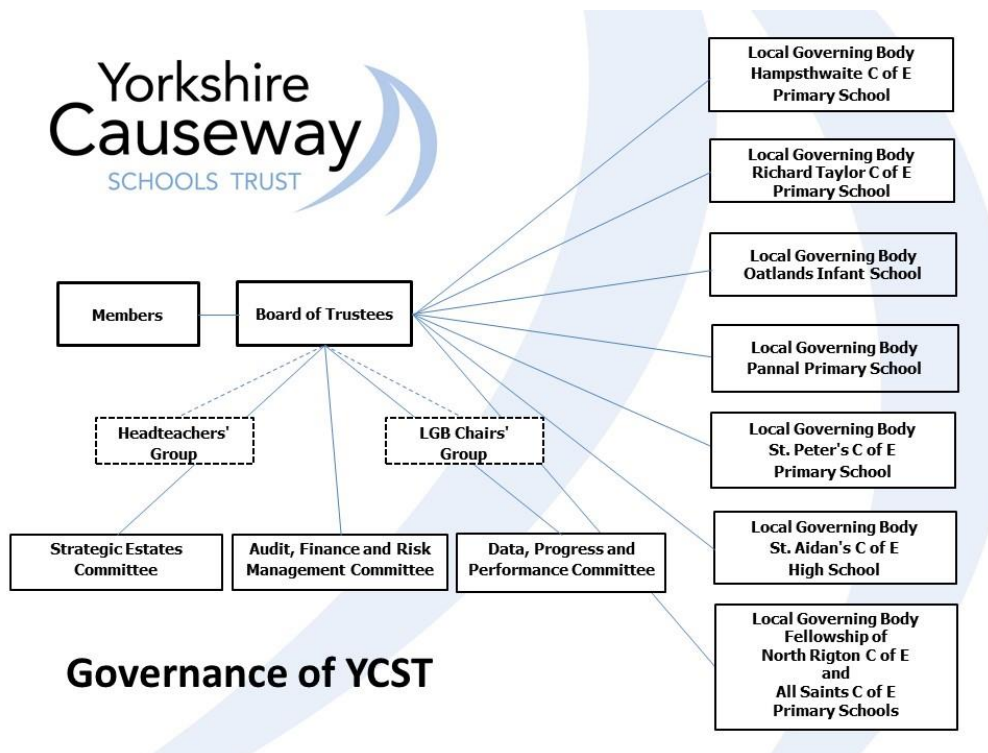 Yorkshire
Causeway
SCHOOLS TRUST
Local Governing Body
Hampsthwaite C of E
Primary School
Local Governing Body
Richard Taylor C of E
Primary School
Local Governing Body
Oatlands Infant School
Members
Board of Trustees
Local Governing Body
Pannal Primary School
Headteachers'
Group
LGB Chairs'
Group
Local Governing Body
St. Peter's C of E
Primary School
Strategic Estates
Committee
Audit, Finance and Risk
Management Committee
Data, Progress and
Performance Committee
Local Governing Body
St. Aidan's C of E
High School
Local Governing Body
Fellowship of
North Rigton C of E
and
All Saints C of E
Primary Schools
Governance of YCST